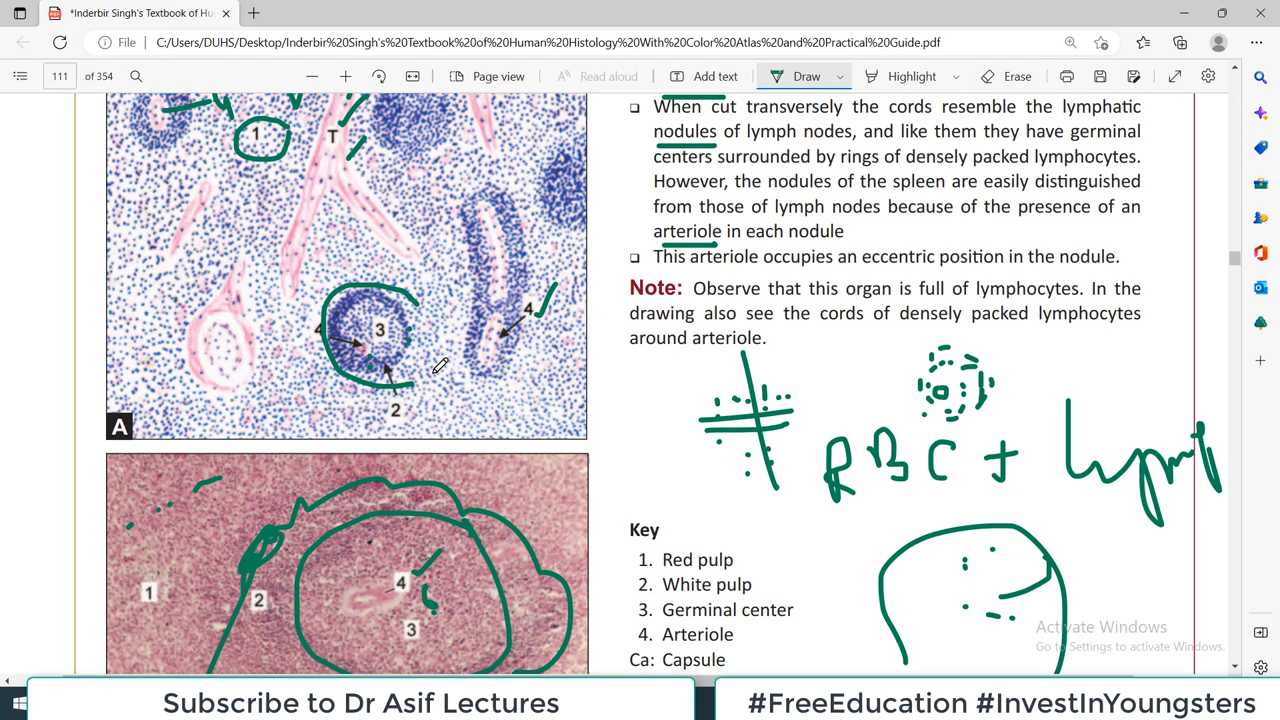 *Inderbir Singh's Textbook of Hu
File
C:/Users/DUHS/Desktop/Inderbir%20Singh's%20Textbook%20of%20Human%20Histology%20With%20Color%20Atlas%20and%20Practical%20Guide.pdf
111 of 354
Page view
Read aloud
Add text
Draw
Highlight
Erase
1
T
3
4
4
2
A
1
2
4
3
When cut transversely the cords resemble the lymphatic
nodules of lymph nodes, and like them they have germinal
centers surrounded by rings of densely packed lymphocytes.
However, the nodules of the spleen are easily distinguished
from those of lymph nodes because of the presence of an
arteriole in each nodule
This arteriole occupies an eccentric position in the nodule.
Note: Observe that this organ is full of lymphocytes. In the
drawing also see the cords of densely packed lymphocytes
around arteriole.
RBC + lymp
Key
1. Red pulp
2. White pulp
3. Germinal center
4. Arteriole
Ca: Capsule
Activate Windows
Go to Settings to activate Windows.
Subscribe to Dr Asif Lectures
#FreeEducation #InvestInYoungsters